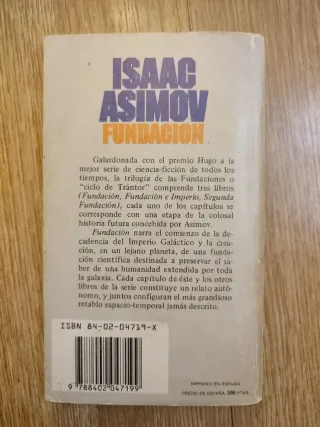 ISAAC
ASIMOV
FUNDACION
Galardonada con el premio Hugo a la
mejor serie de ciencia-ficción de todos los
tiempos, la trilogía de las Fundaciones o
"ciclo de Trántor" comprende tres libros
(Fundación, Fundación e Imperio, Segunda
Fundación), cada uno de los capítulos se
corresponde con una etapa de la colosal
historia futura concebida por Asimov.
Fundación narra el comienzo de la de-
cadencia del Imperio Galáctico y la creación,
en un lejano planeta, de una fundación
científica destinada a preservar el sa-
ber de una humanidad extendida por toda
la galaxia. Cada capítulo de éste y los otros
libros de la serie constituye un relato autó-
nomo; y juntos configuran el más grandioso
retablo espacio-temporal jamás descrito.
ISBN 84-02-04719-X
9 788402 047199
IMPRESO EN ESPAÑA
PRECIO EN ESPAÑA 300 PTAS.